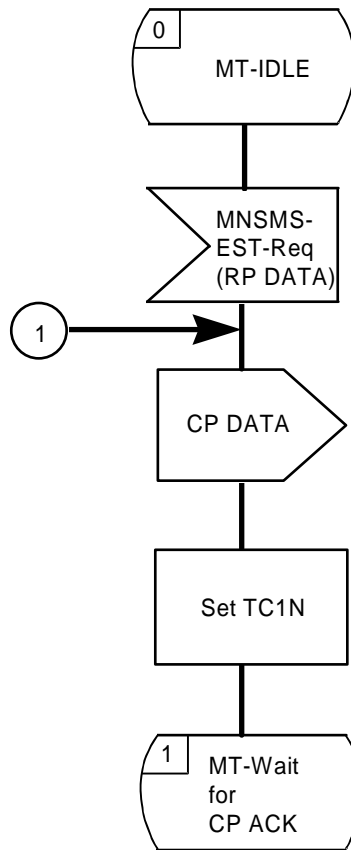 0
MT-IDLE
MNSMS-
EST-Req
(RP DATA)
1
CP DATA
Set TC1N
1
MT-Wait
for
CP ACK